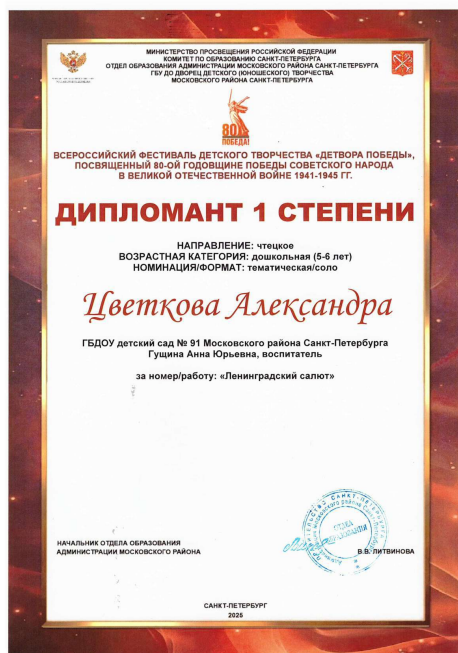 МИНИСТЕРСТВО ПРОСВЕЩЕНИЯ РОССИЙСКОЙ ФЕДЕРАЦИИ
КОМИТЕТ ПО ОБРАЗОВАНИЮ САНКТ-ПЕТЕРБУРГА
ОТДЕЛ ОБРАЗОВАНИЯ АДМИНИСТРАЦИИ МОСКОВСКОГО РАЙОНА САНКТ-ПЕТЕРБУРГА
ГБУ ДО ДВОРЕЦ ДЕТСКОГО (ЮНОШЕСКОГО) ТВОРЧЕСТВА
МОСКОВСКОГО РАЙОНА САНКТ-ПЕТЕРБУРГА
80
ПОБЕДА!
ВСЕРОССИЙСКИЙ ФЕСТИВАЛЬ ДЕТСКОГО ТВОРЧЕСТВА «ДЕТВОРА ПОБЕДЫ»,
ПОСВЯЩЕННЫЙ 80-ОЙ ГОДОВЩИНЕ ПОБЕДЫ СОВЕТСКОГО НАРОДА
В ВЕЛИКОЙ ОТЕЧЕСТВЕННОЙ ВОЙНЕ 1941-1945 ГГ.
ДИПЛОМАНТ 1 СТЕПЕНИ
НАПРАВЛЕНИЕ: чтецкое
ВОЗРАСТНАЯ КАТЕГОРИЯ: дошкольная (5-6 лет)
НОМИНАЦИЯ/ФОРМАТ: тематическая/соло
Цветкова Александра
ГБДОУ детский сад № 91 Московского района Санкт-Петербурга
Гущина Анна Юрьевна, воспитатель
за номер/работу: «Ленинградский салют»
ОТДЕЛ
ОБРАЗОВАНИЯ
НАЧАЛЬНИК ОТДЕЛА ОБРАЗОВАНИЯ
АДМИНИСТРАЦИИ МОСКОВСКОГО РАЙОНА
В.В. ЛИТВИНОВА
САНКТ-ПЕТЕРБУРГ
2025